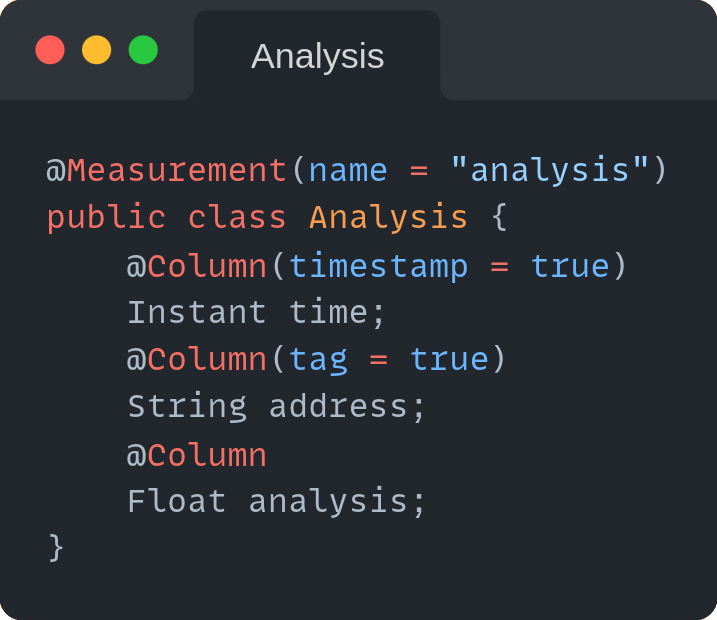 Analysis
@Measurement(name = "analysis")
public class Analysis {
    @Column(timestamp = true)
    Instant time;
    @Column(tag = true)
    String address;
    @Column
    Float analysis;
}